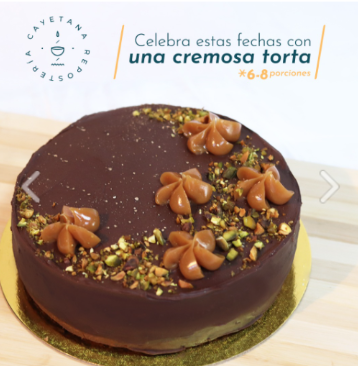 CAYETANA REPOSTERIA
Celebra estas fechas con
una cremosa torta
*6-8 porciones